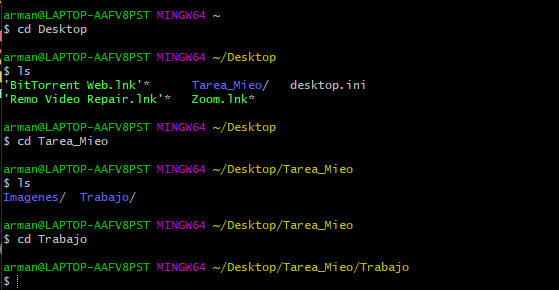 arman@LAPTOP-AAFV8PST MINGW64 ~
$ cd Desktop
arman@LAPTOP-AAFV8PST MINGW64 ~/Desktop
$ ls
'BitTorrent Web.lnk'* Tarea_Mieo/ desktop.ini
'Remo Video Repair.lnk'* Zoom.lnk*
arman@LAPTOP-AAFV8PST MINGW64 ~/Desktop
$ cd Tarea_Mieo
arman@LAPTOP-AAFV8PST MINGW64 ~/Desktop/Tarea_Mieo
$ ls
Imagenes/ Trabajo/
arman@LAPTOP-AAFV8PST MINGW64 ~/Desktop/Tarea_Mieo
$ cd Trabajo
arman@LAPTOP-AAFV8PST MINGW64 ~/Desktop/Tarea_Mieo/Trabajo
$